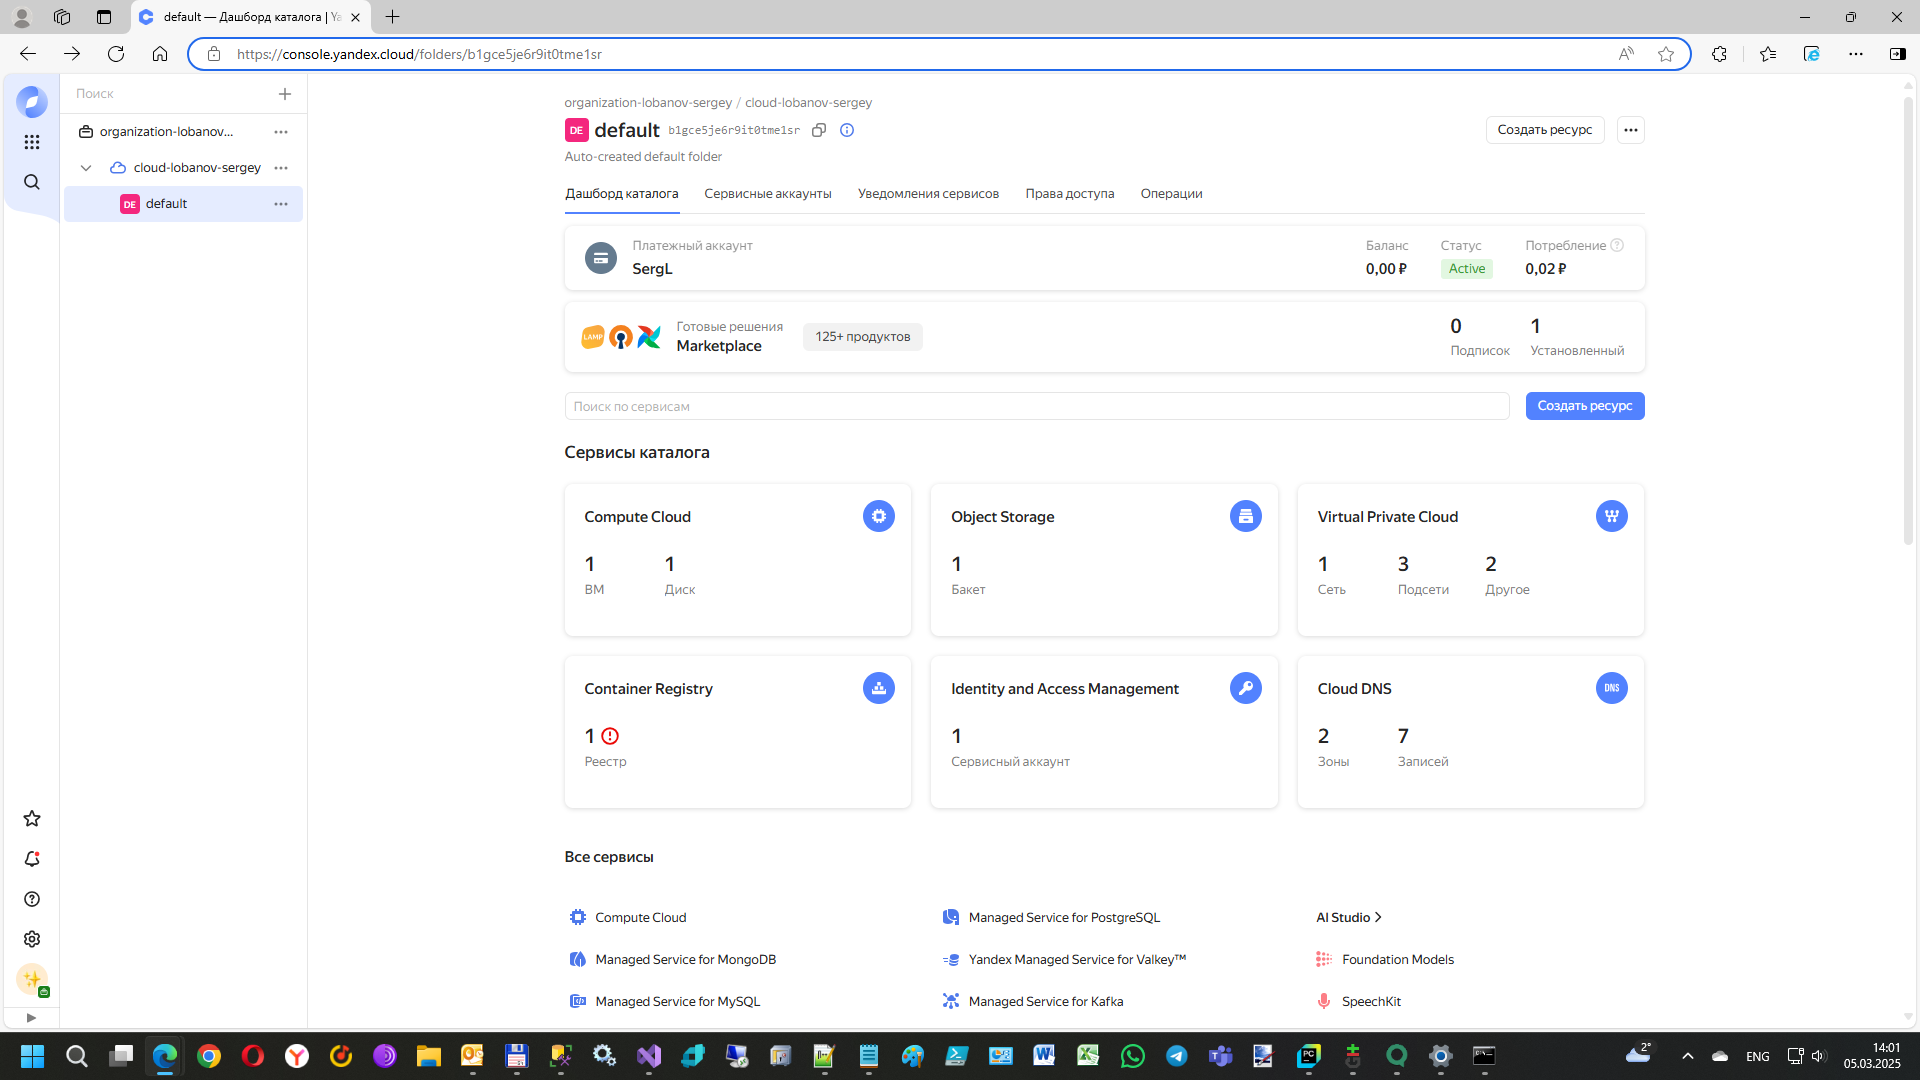 default — Дашборд каталога | Ya
https://console.yandex.cloud/folders/b1gce5je6r9it0tme1sr
Поиск
organization-lobanov...
cloud-lobanov-sergey
DE default
organization-lobanov-sergey / cloud-lobanov-sergey
DE default b1gce5je6r9it0tme1sr
Создать ресурс
Auto-created default folder
Дашборд каталога Сервисные аккаунты Уведомления сервисов Права доступа Операции
Платежный аккаунт
SergL
Баланс
0,00 ₽
Статус
Active
Потребление
0,02 ₽
LAMP
Готовые решения
Marketplace
125+ продуктов
0
Подписок
1
Установленный
Поиск по сервисам
Создать ресурс
Сервисы каталога
Compute Cloud
1 1
ВМ Диск
Object Storage
1
Бакет
Virtual Private Cloud
1 3 2
Сеть Подсети Другое
Container Registry
1
Реестр
Identity and Access Management
1
Сервисный аккаунт
Cloud DNS
DNS
2 7
Зоны Записей
Все сервисы
Compute Cloud
Managed Service for PostgreSQL
AI Studio
Managed Service for MongoDB
Yandex Managed Service for Valkey™
Foundation Models
Managed Service for MySQL
Managed Service for Kafka
SpeechKit
2°
ENG
14:01
05.03.2025